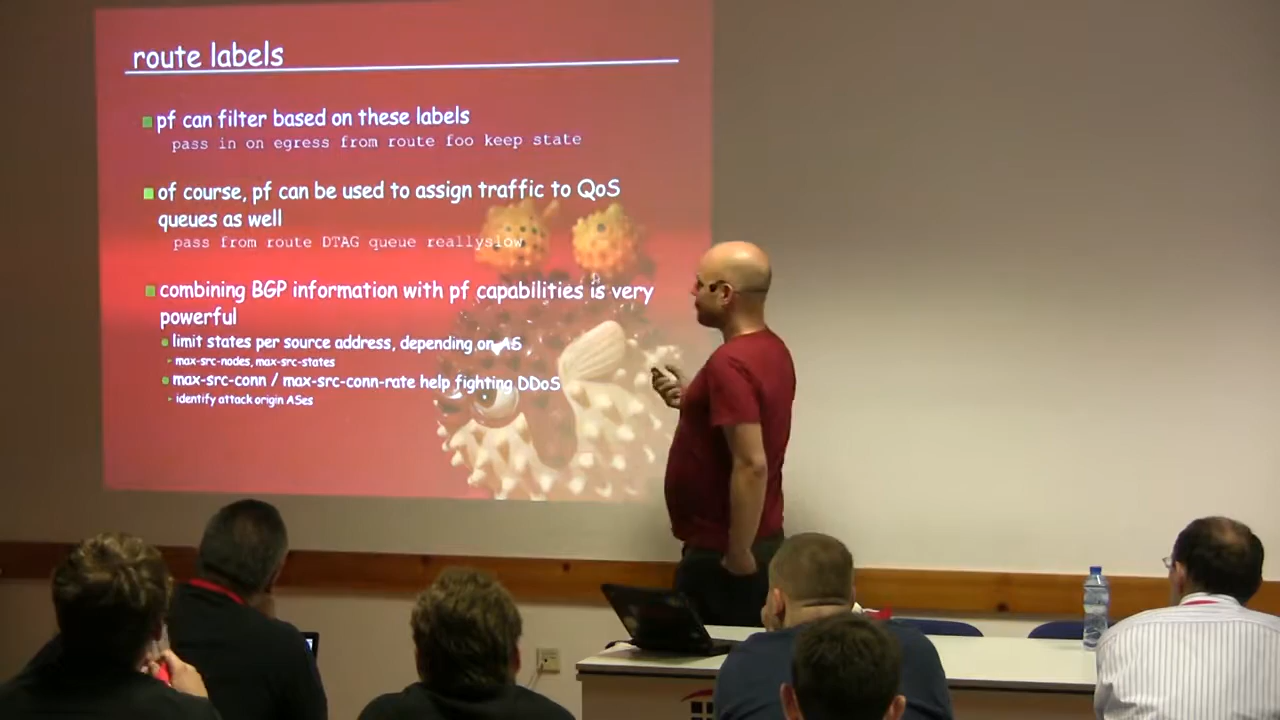 route labels
pf can filter based on these labels
pass in on egress from route foo keep state
of course, pf can be used to assign traffic to QoS
queues as well
pass from route DTAG queue reallyslow
combining BGP information with pf capabilities is very
powerful
limit states per source address, depending on AS
max-src-nodes, max-src-states
max-src-conn / max-src-conn-rate help fighting DDoS
identify attack origin ASes